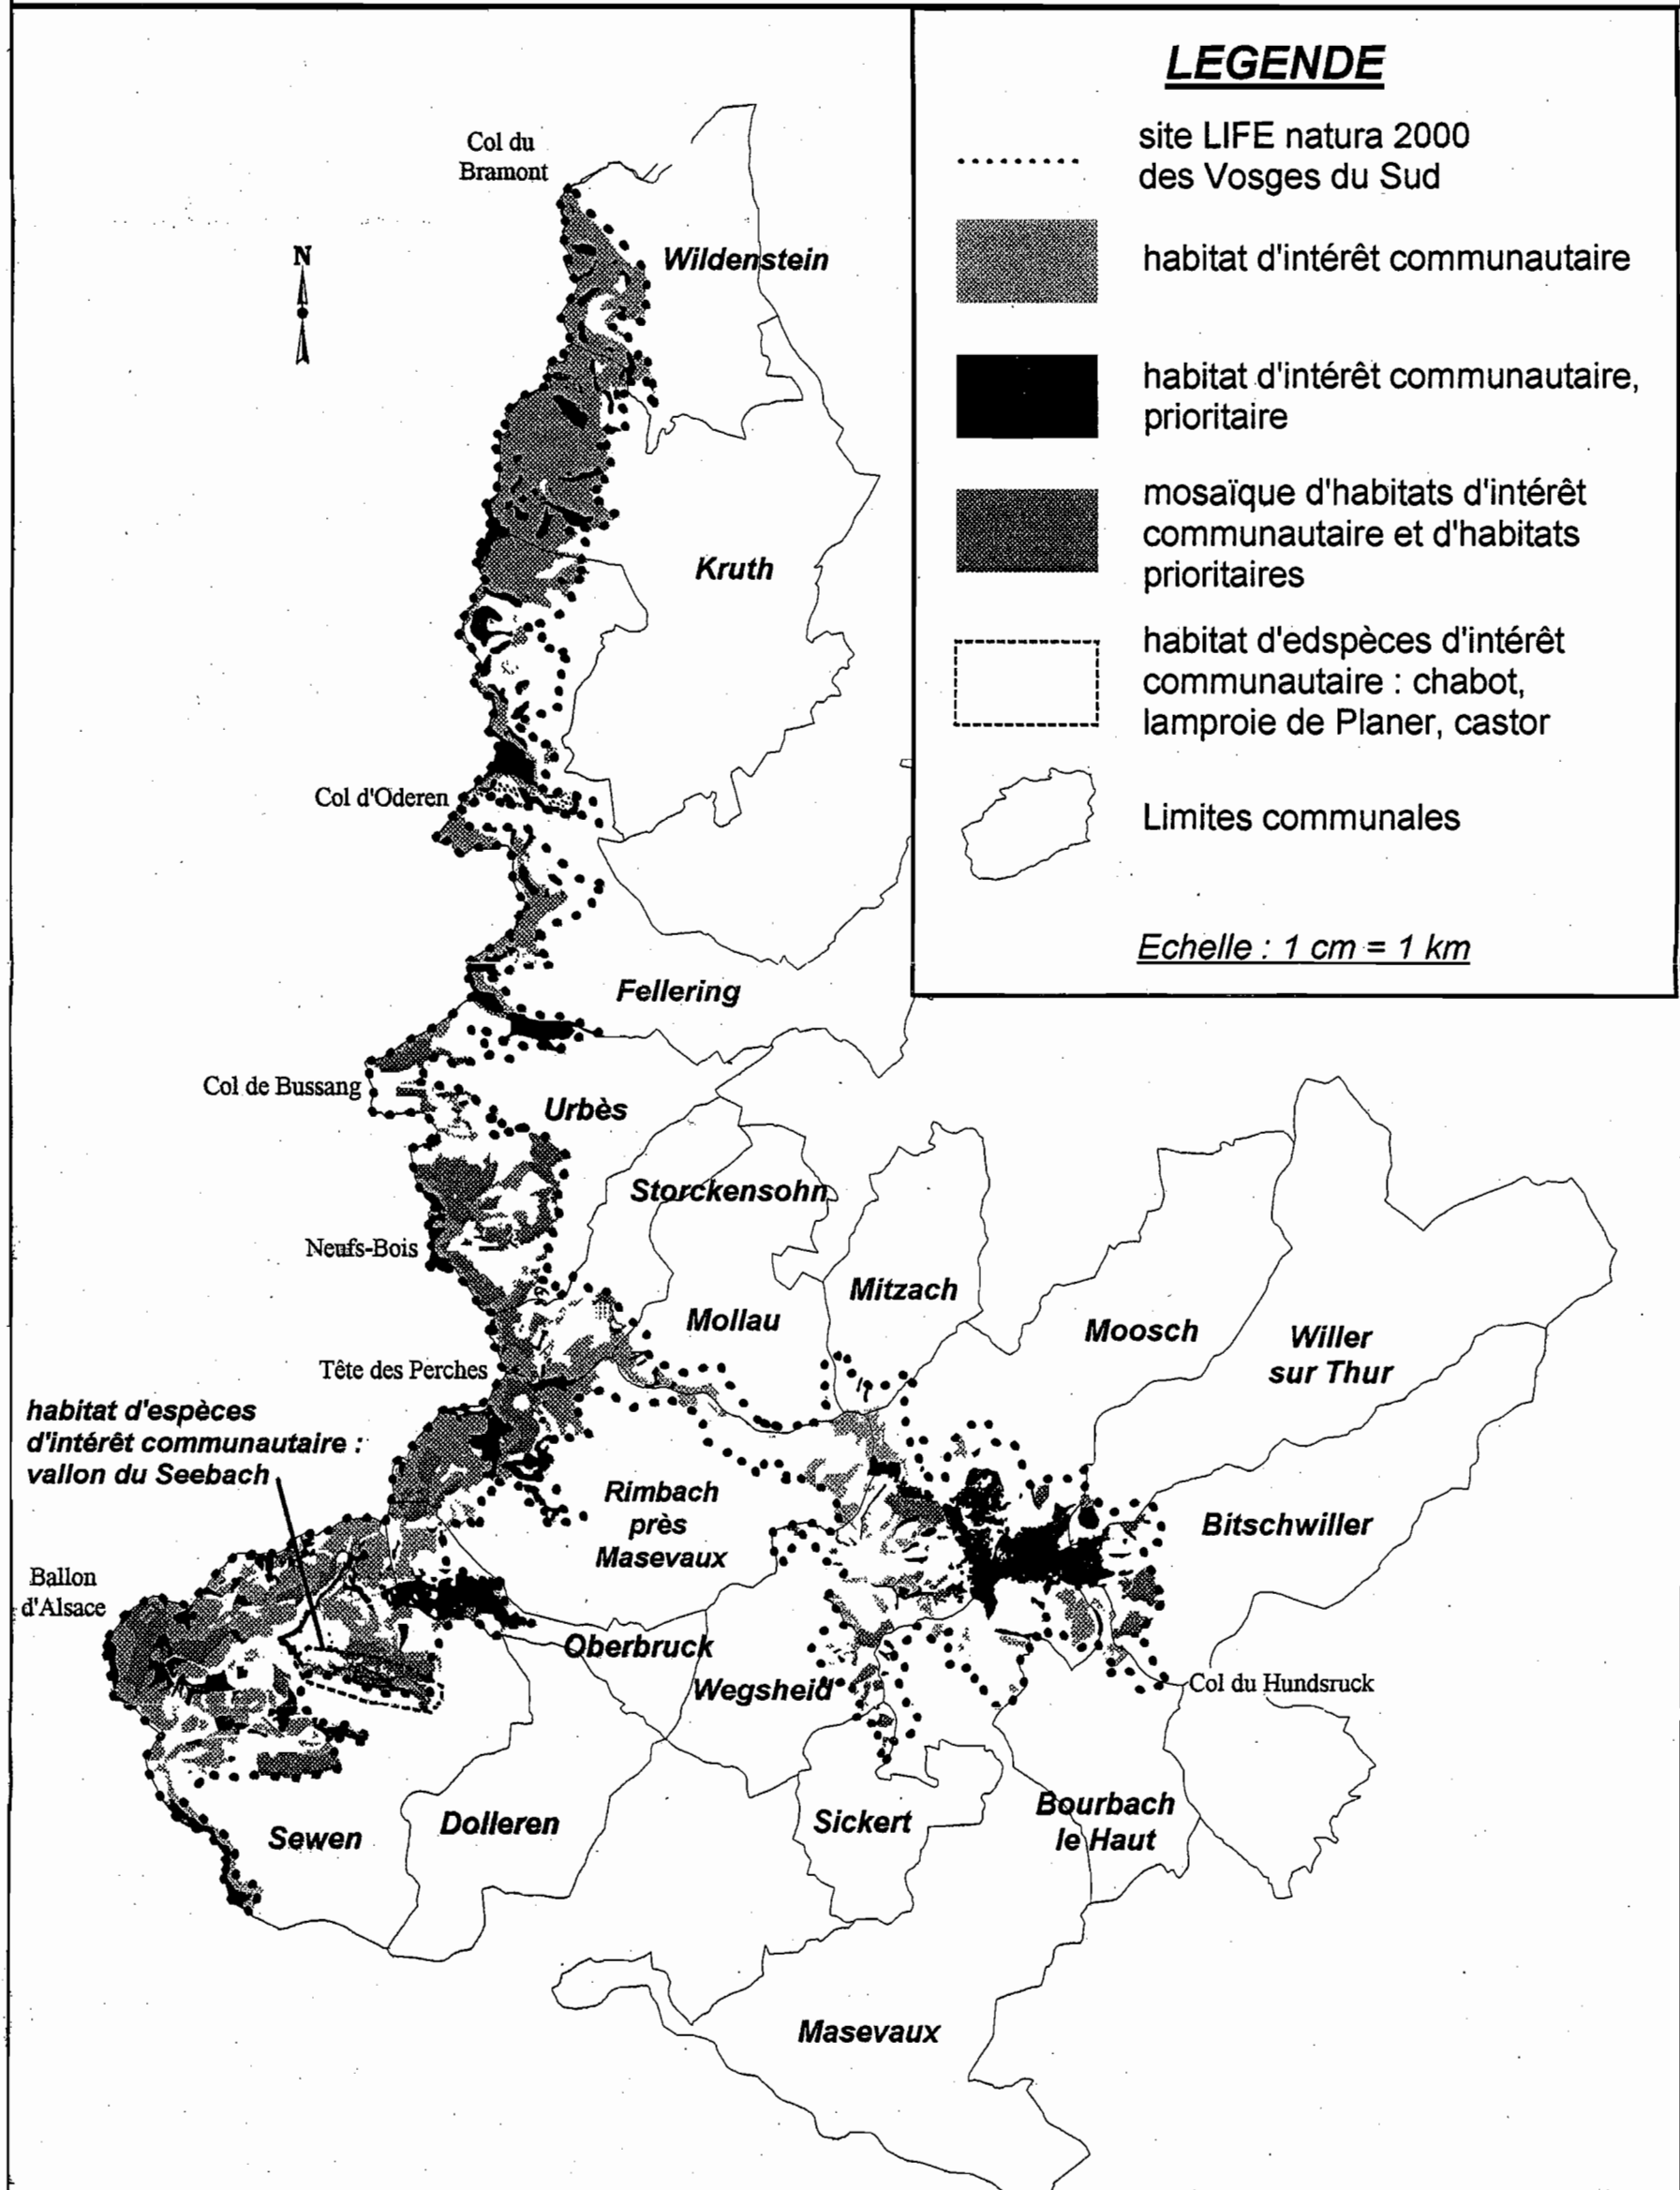 LEGENDE
site LIFE natura 2000
des Vosges du Sud
habitat d'intérêt communautaire
habitat d'intérêt communautaire,
prioritaire
mosaïque d'habitats d'intérêt
communautaire et d'habitats
prioritaires
habitat d'edspèces d'intérêt
communautaire : chabot,
lamproie de Planer, castor
Limites communales
Echelle : 1 cm = 1 km
Col du
Bramont
N
Wildenstein
Kruth
Col d'Oderen
Fellering
Col de Bussang
Urbès
Storckensohn
Neufs-Bois
Mitzach
Mollau
Moosch
Willer
sur Thur
Tête des Perches
habitat d'espèces
d'intérêt communautaire :
vallon du Seebach
Rimbach
près
Masevaux
Bitschwiller
Ballon
d'Alsace
Oberbruck
Wegsheid
Col du Hundsruck
Sewen
Dolleren
Sickert
Bourbach
le Haut
Masevaux